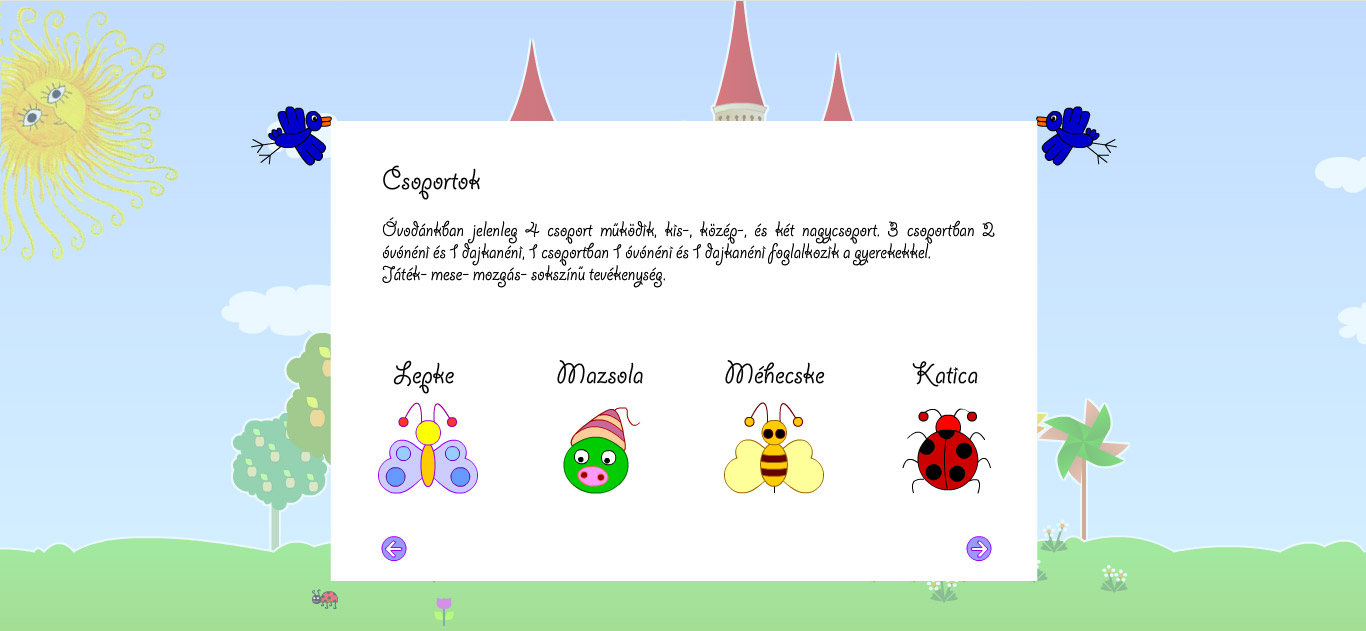 Csoportok
Óvodánkban jelenleg 4 csoport működik, kis-, közép-, és két nagycsoport. 3 csoportban 2
óvónéni és 1 dajkanéni, 1 csoportban 1 óvónéni és 1 dajkanéni foglalkozik a gyerekekkel.
Játék- mese- mozgás- sokszínű tevékenység.
Lepke Mazsola Méhecske Katica